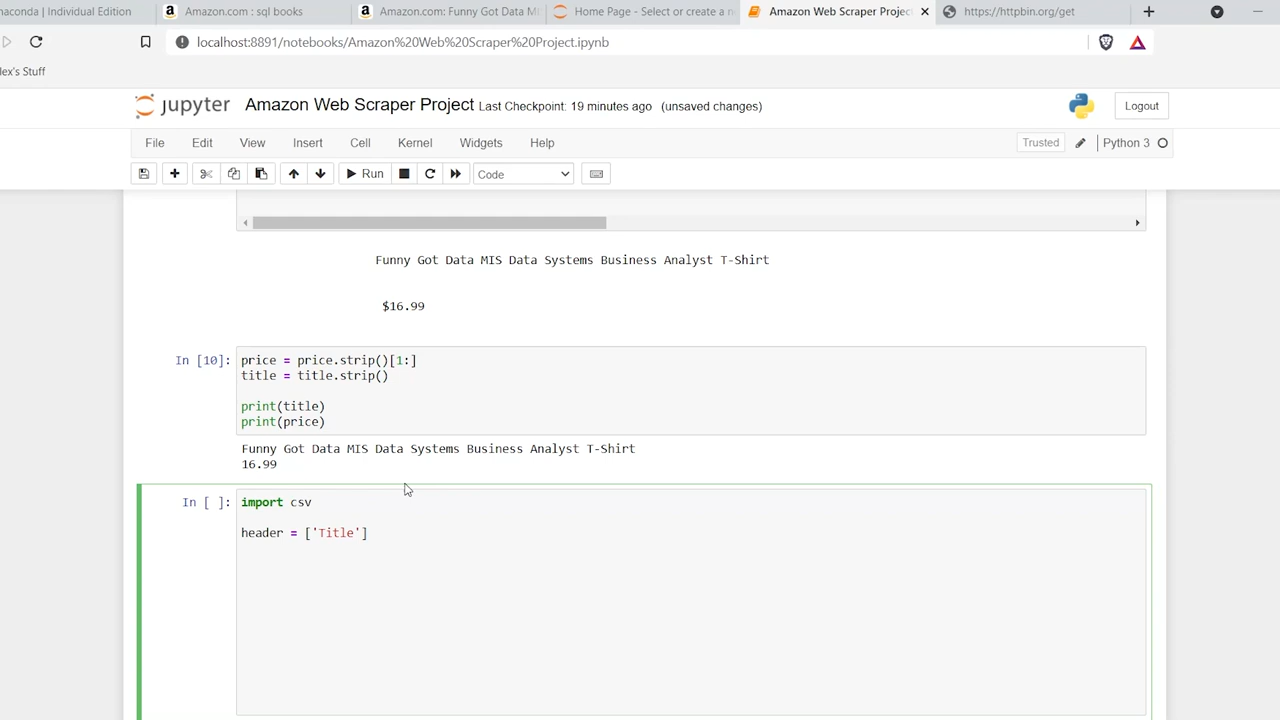 naconda | Individual Edition
Amazon.com : sql books
Amazon.com: Funny Got Data M
Home Page - Select or create a n
Amazon Web Scraper Project
https://httpbin.org/get
localhost:8891/notebooks/Amazon%20Web%20Scraper%20Project.ipynb
lex's Stuff
jupyter Amazon Web Scraper Project Last Checkpoint: 19 minutes ago (unsaved changes)
Logout
File Edit View Insert Cell Kernel Widgets Help
Trusted
Python 3
Run
Code
Funny Got Data MIS Data Systems Business Analyst T-Shirt
$16.99
In [10]: price = price.strip()[1:]
title = title.strip()
print(title)
print(price)
Funny Got Data MIS Data Systems Business Analyst T-Shirt
16.99
In [ ]: import csv
header = ['Title']